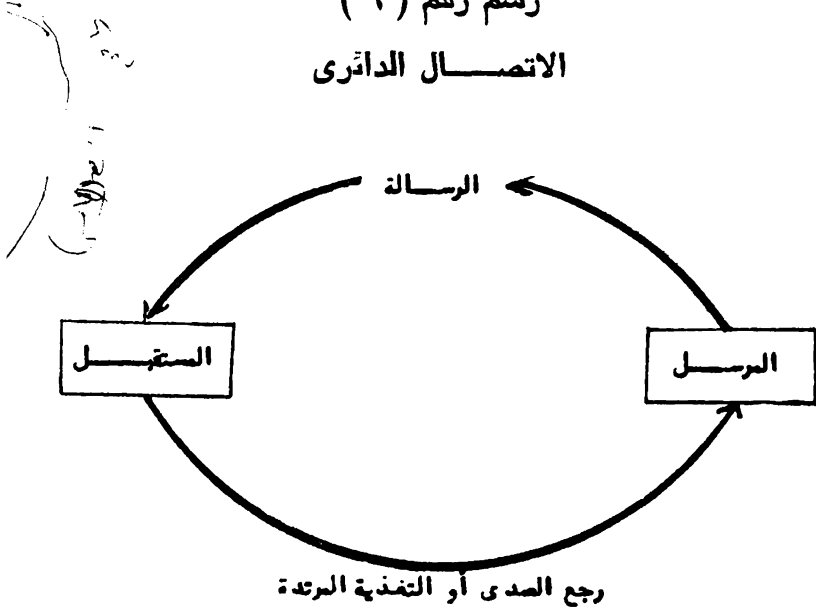 رسم رقم
الاتصال الدائرى
الرسالة
المرسل
المستقبل
رجع الصدى أو التغذية المرتدة